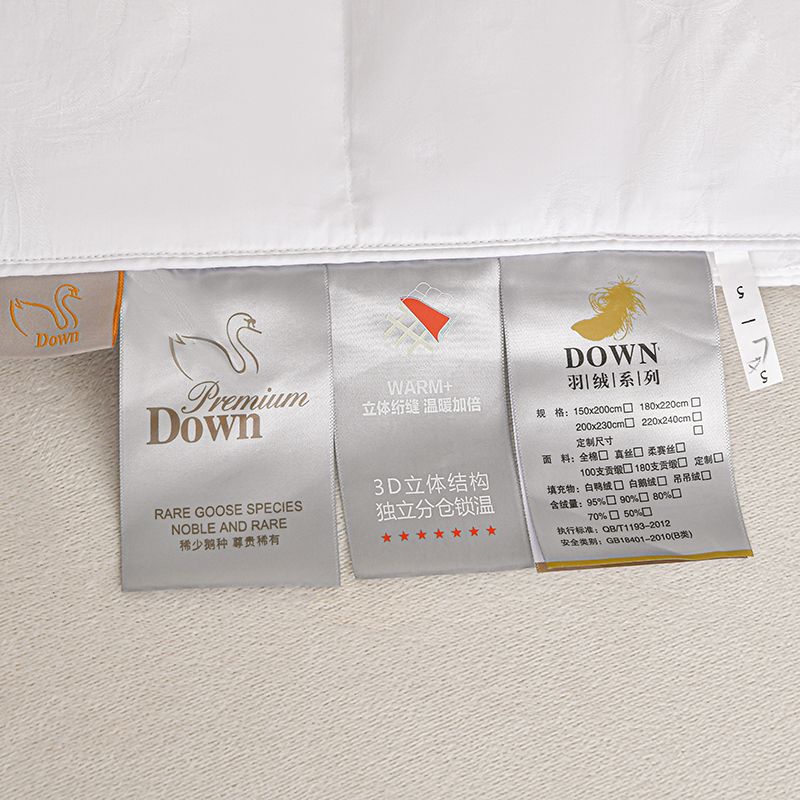 Down
Premium
Down
RARE GOOSE SPECIES
NOBLE AND RARE
稀少鹅种 尊贵稀有
WARM+
立体绗缝 温暖加倍
3D立体结构
独立分仓锁温
★★★★★★★
DOWN
羽|绒|系|列
规 格: 150x200cm□ 180x220cm□
200x230cm□ 220x240cm□
定制尺寸 □
面 料: 全棉□ 真丝□ 柔赛丝□
100支贡缎□ 180支贡缎□ 定制□
填充物: 白鸭绒□ 白鹅绒□ 吊吊绒□
含绒量: 95%□ 90%□ 80%□
70%□ 50%□
执行标准: QB/T1193-2012
安全类别: GB18401-2010(B类)